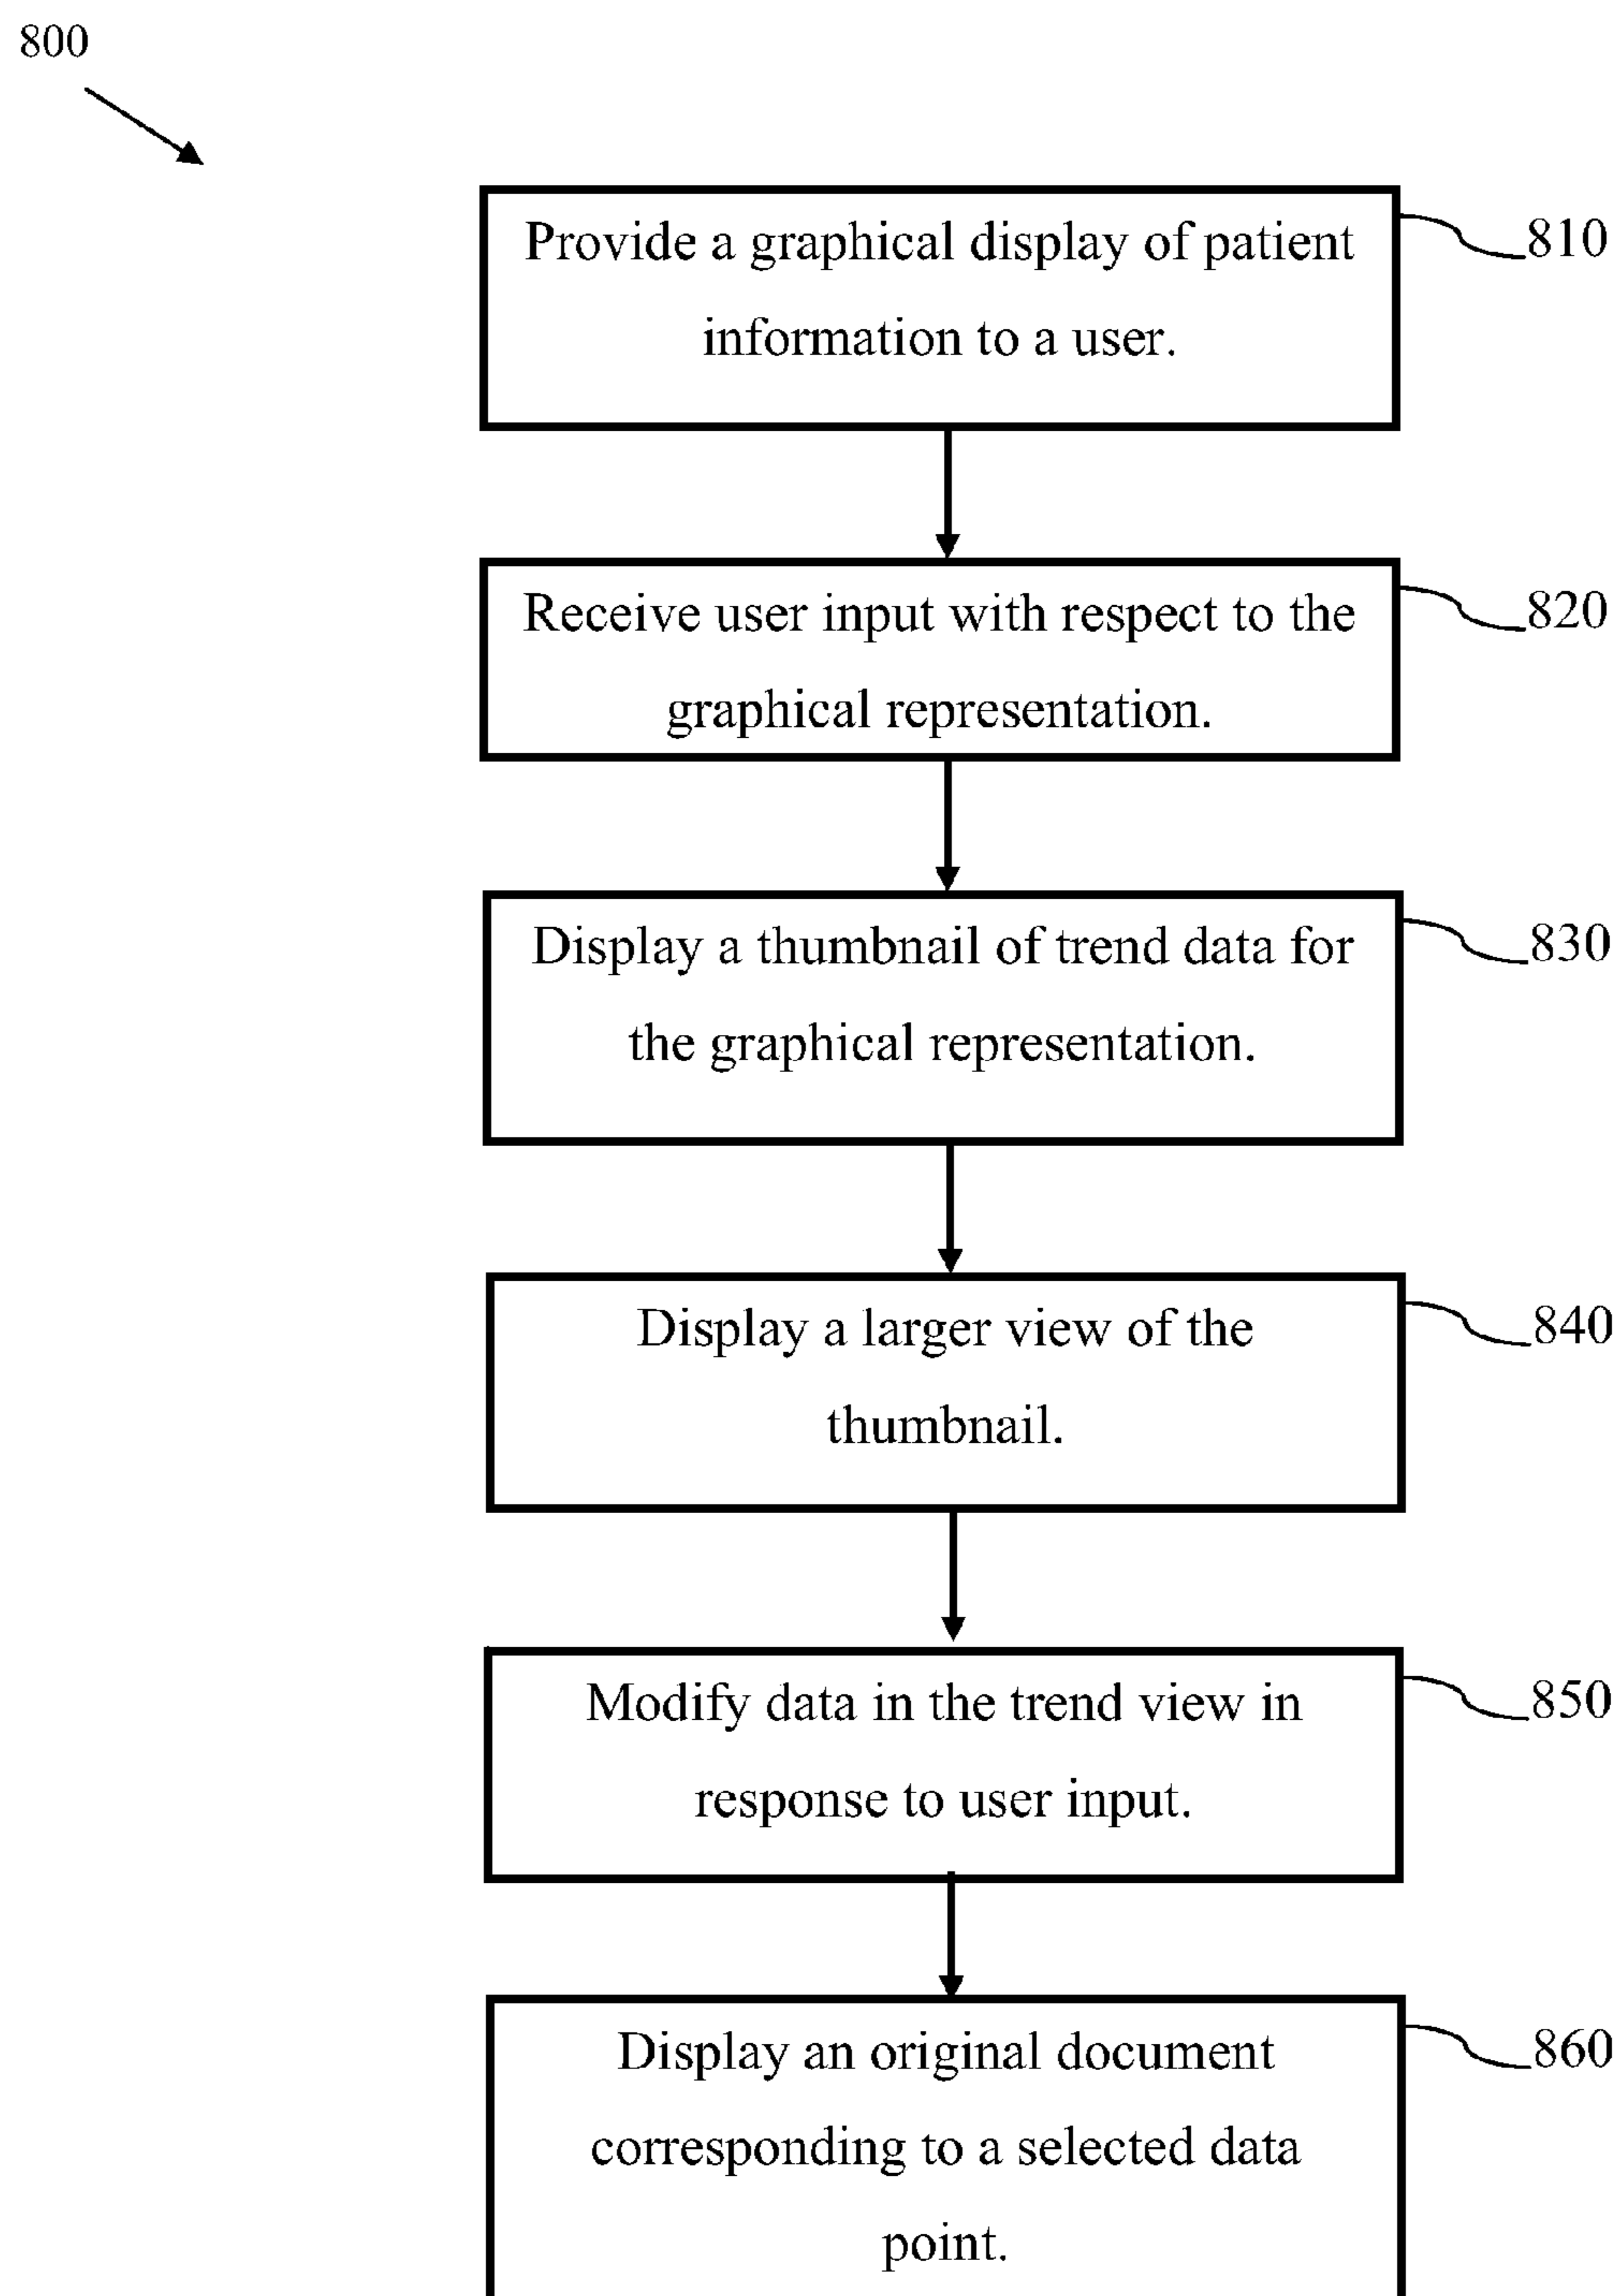 800
Provide a graphical display of patient
information to a user.
810
Receive user input with respect to the
graphical representation.
820
Display a thumbnail of trend data for
the graphical representation.
830
Display a larger view of the
thumbnail.
840
Modify data in the trend view in
response to user input.
850
Display an original document
corresponding to a selected data
point.
860